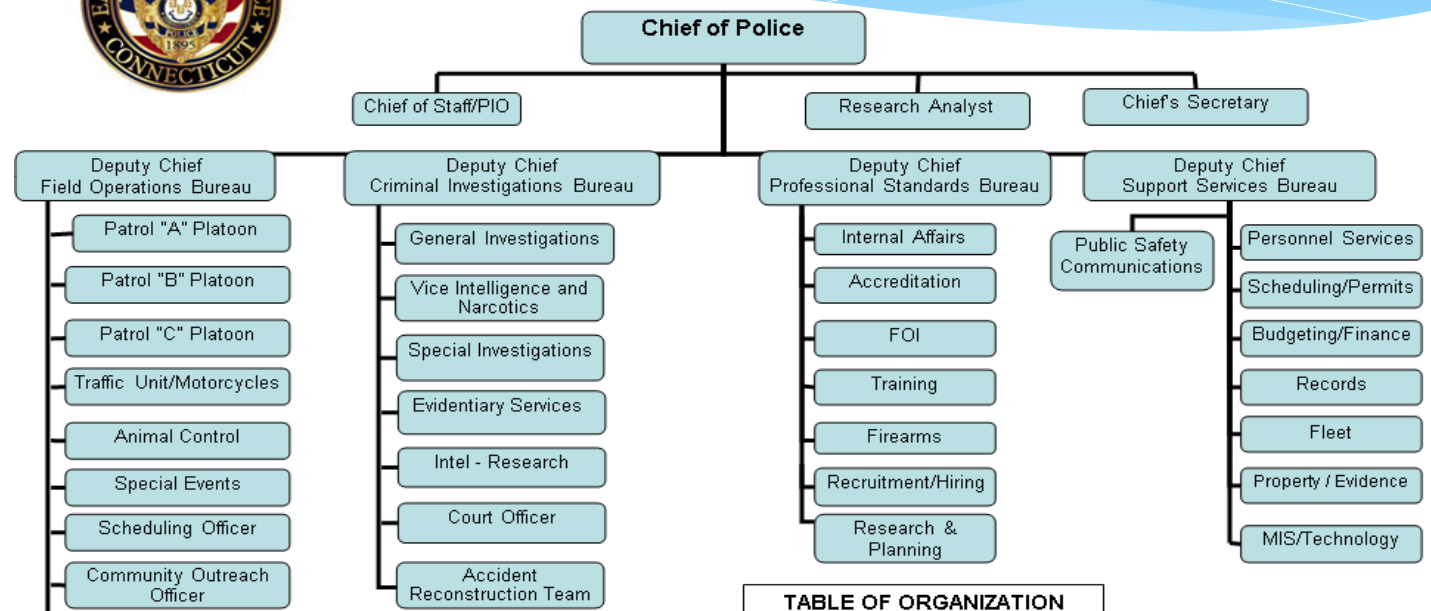 1895
CONNECTICUT
Chief of Police
Chief of Staff/PIO
Research Analyst
Chief's Secretary
Deputy Chief
Field Operations Bureau
Patrol "A" Platoon
Patrol "B" Platoon
Patrol "C" Platoon
Traffic Unit/Motorcycles
Animal Control
Special Events
Scheduling Officer
Community Outreach
Officer
Deputy Chief
Criminal Investigations Bureau
General Investigations
Vice Intelligence and
Narcotics
Special Investigations
Evidentiary Services
Intel - Research
Court Officer
Accident
Reconstruction Team
Deputy Chief
Professional Standards Bureau
Internal Affairs
Accreditation
FOI
Training
Firearms
Recruitment/Hiring
Research &
Planning
Deputy Chief
Support Services Bureau
Public Safety
Communications
Personnel Services
Scheduling/Permits
Budgeting/Finance
Records
Fleet
Property / Evidence
MIS/Technology
TABLE OF ORGANIZATION